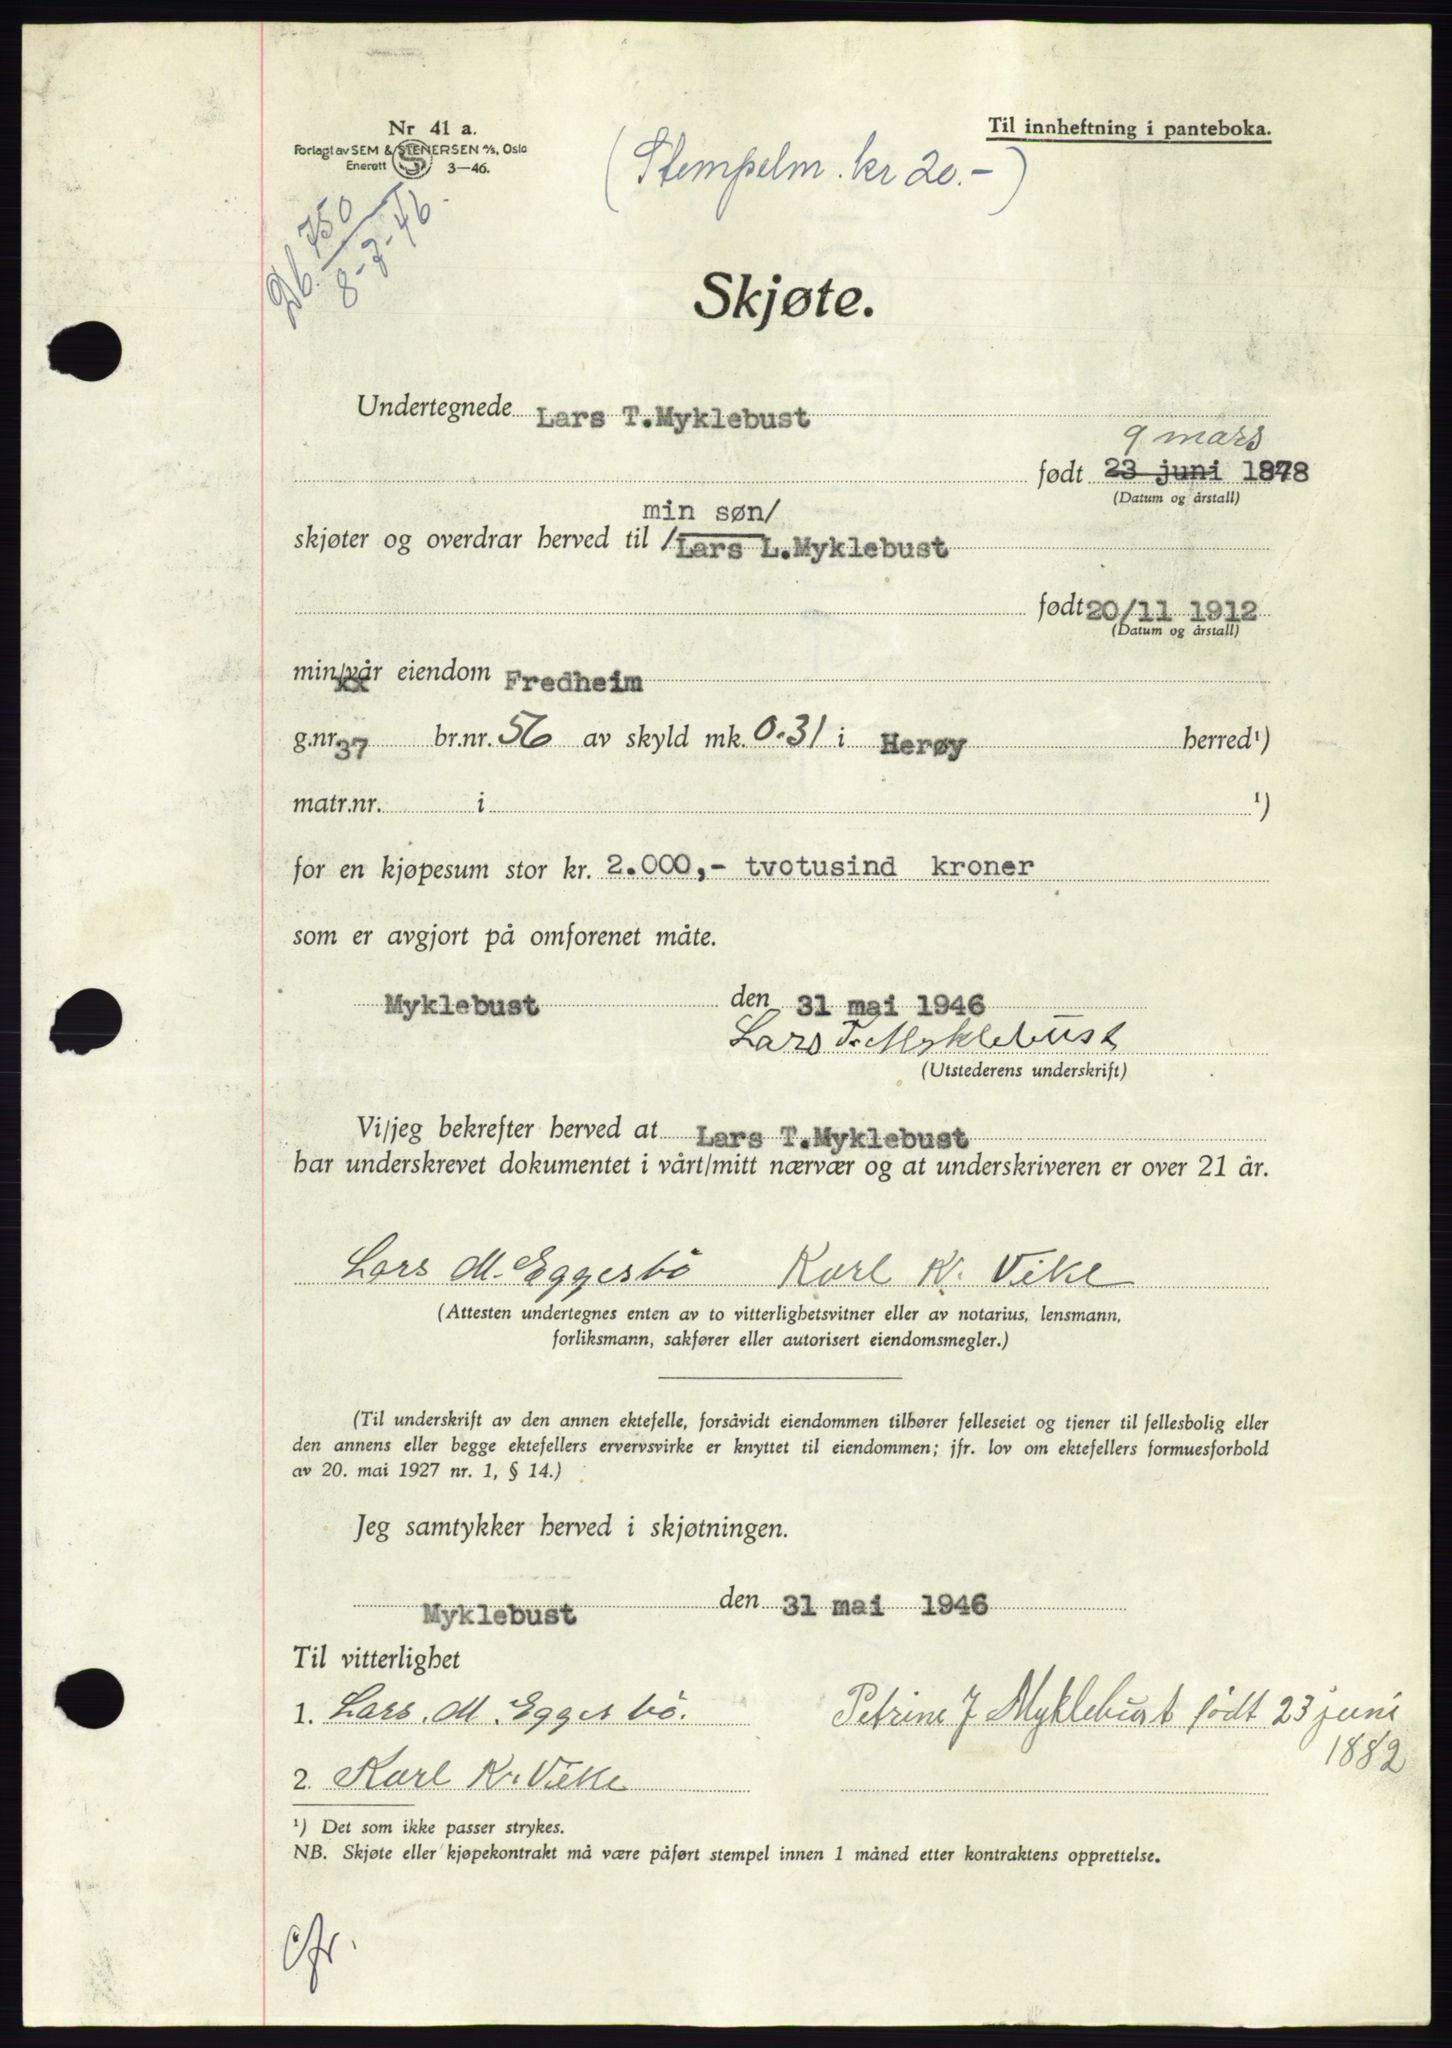 Nr 41 a.
Forlagt av SEM & STENERSEN A/S, Oslo
Enerett S 3—46.
Til innheftning i panteboka.
(Stempelm. kr 20.-)
Db. 750
8-7-46.
Skjøte.
Undertegnede Lars T.Myklebust
9 mars
født 23 juni 1878
(Datum og årstall)
min søn/
skjøter og overdrar herved til /Lars L.Myklebust
født 20/11 1912
(Datum og årstall)
min/vår eiendom Fredheim
g.nr. 37 br.nr. 56 av skyld mk. 0.31 i Herøy herred¹)
matr.nr. i ¹)
for en kjøpesum stor kr. 2.000,- tvotusind kroner
som er avgjort på omforenet måte.
Myklebust den 31 mai 1946
Lars T. Myklebust
(Utstederens underskrift)
Vi/jeg bekrefter herved at Lars T.Myklebust
har underskrevet dokumentet i vårt/mitt nærvær og at underskriveren er over 21 år.
Lars M. Eggesbö Karl K. Vike
(Attesten undertegnes enten av to vitterlighetsvitner eller av notarius, lensmann,
forliksmann, sakfører eller autorisert eiendomsmegler.)
(Til underskrift av den annen ektefelle, forsåvidt eiendommen tilhører felleseiet og tjener til fellesbolig eller
den annens eller begge ektefellers ervervsvirke er knyttet til eiendommen; jfr. lov om ektefellers formuesforhold
av 20. mai 1927 nr. 1, § 14.)
Jeg samtykker herved i skjøtningen.
Myklebust den 31 mai 1946
Til vitterlighet
1. Lars. M. Eggesbö. Petrine J Myklebust født 23 juni
1882
2. Karl K. Vike
¹) Det som ikke passer strykes.
NB. Skjøte eller kjøpekontrakt må være påført stempel innen 1 måned etter kontraktens opprettelse.